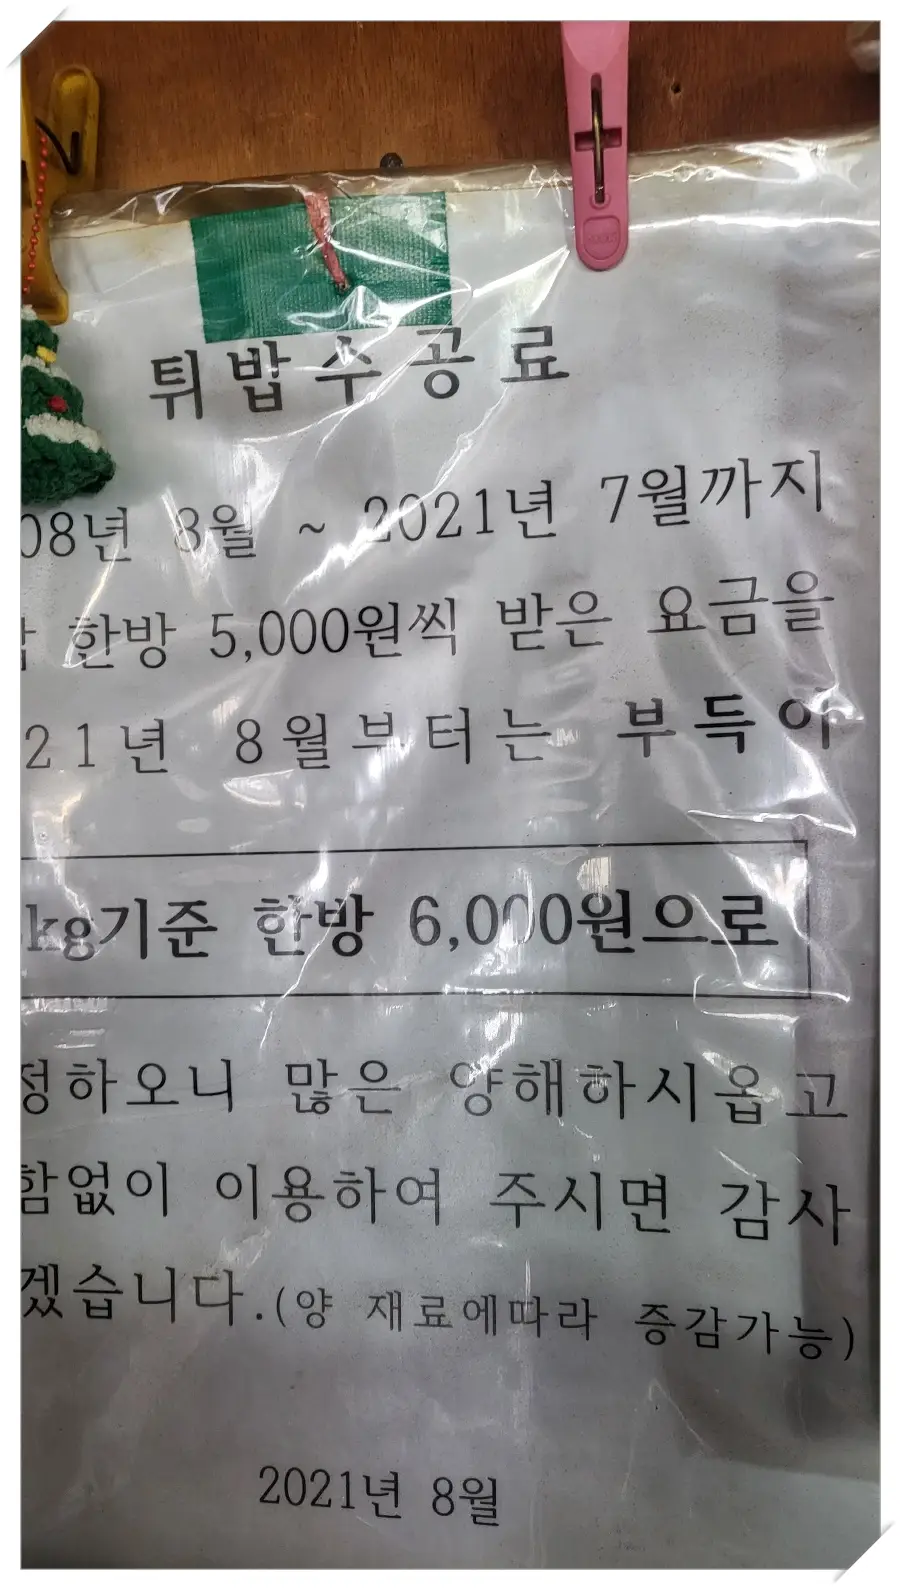 튀밥수공료
08년 8월 ~ 2021년 7월까지
한방 5,000원씩 받은 요금을
21년 8월부터는 부득이
kg기준 한방 6,000원으로
정하오니 많은 양해하시옵고
함없이 이용하여 주시면 감사
겠습니다.(양 재료에따라 증감가능)
2021년 8월